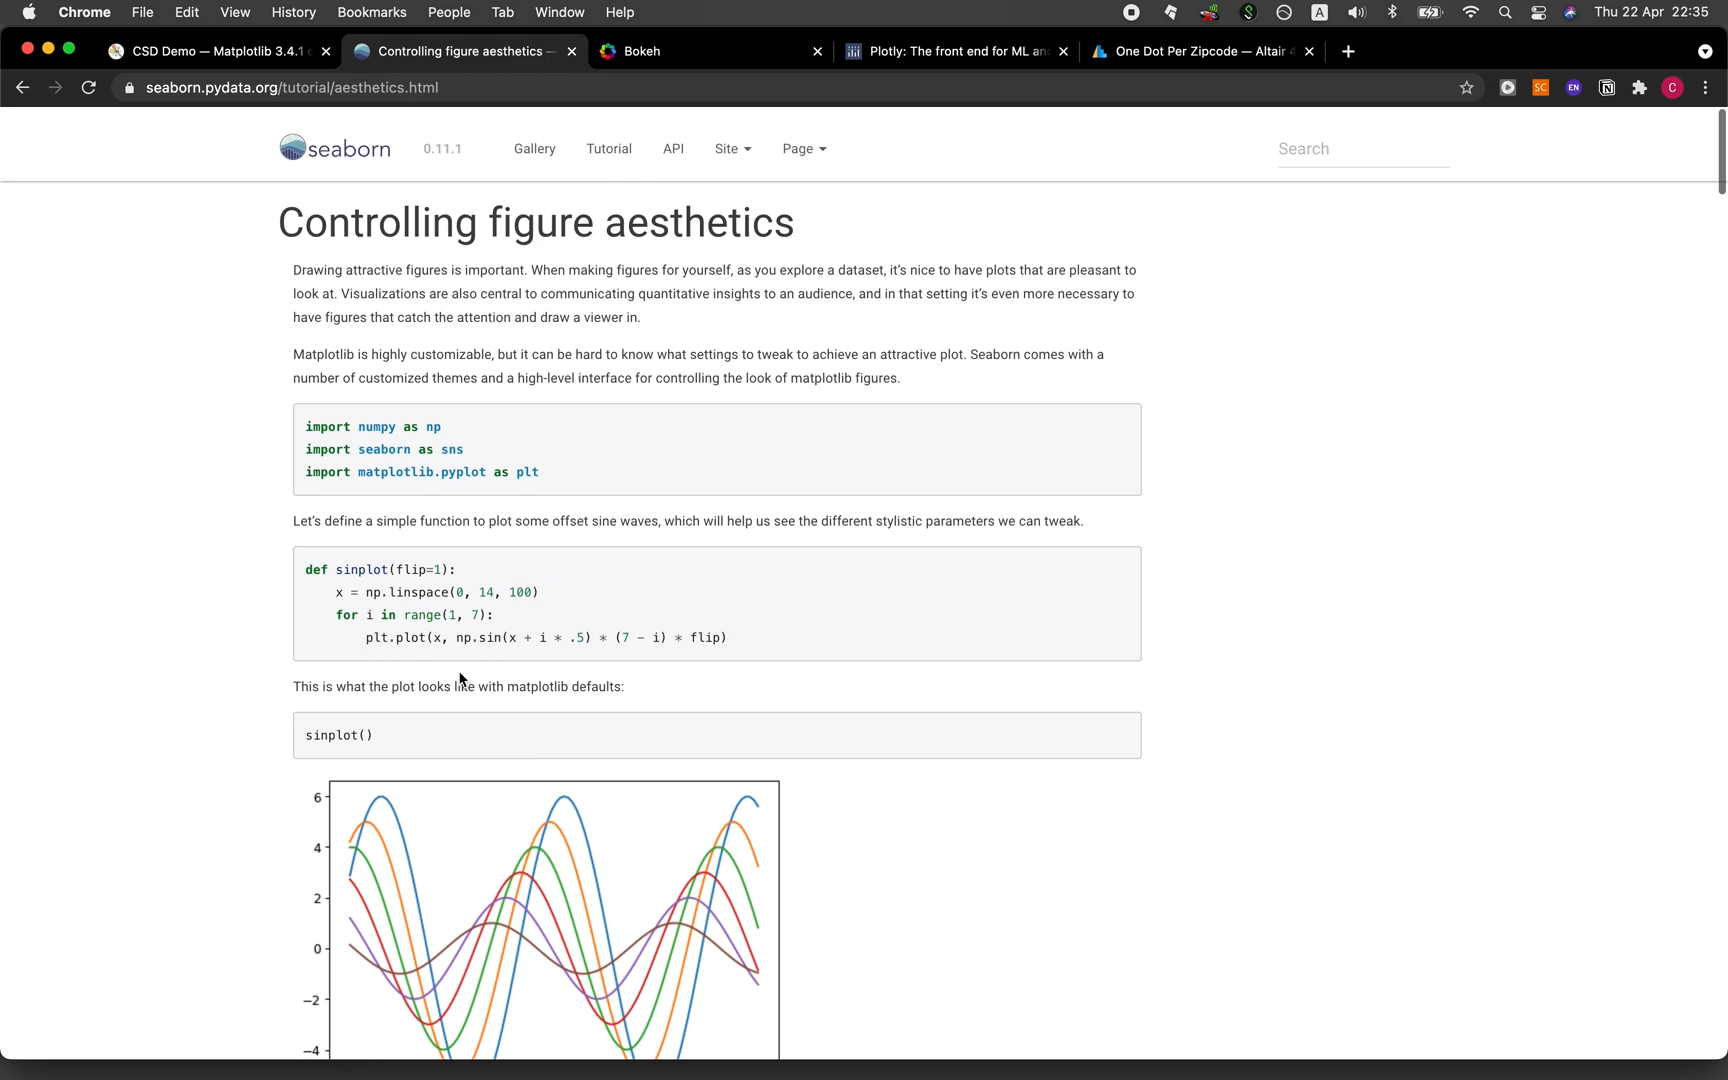 Chrome File Edit View History Bookmarks People Tab Window Help A Thu 22 Apr 22:35
CSD Demo — Matplotlib 3.4.1 Controlling figure aesthetics — Bokeh Plotly: The front end for ML an One Dot Per Zipcode — Altair 4
seaborn.pydata.org/tutorial/aesthetics.html SC EN N C
seaborn 0.11.1 Gallery Tutorial API Site Page Search
Controlling figure aesthetics
Drawing attractive figures is important. When making figures for yourself, as you explore a dataset, it's nice to have plots that are pleasant to
look at. Visualizations are also central to communicating quantitative insights to an audience, and in that setting it's even more necessary to
have figures that catch the attention and draw a viewer in.
Matplotlib is highly customizable, but it can be hard to know what settings to tweak to achieve an attractive plot. Seaborn comes with a
number of customized themes and a high-level interface for controlling the look of matplotlib figures.
import numpy as np
import seaborn as sns
import matplotlib.pyplot as plt
Let's define a simple function to plot some offset sine waves, which will help us see the different stylistic parameters we can tweak.
def sinplot(flip=1):
x = np.linspace(0, 14, 100)
for i in range(1, 7):
plt.plot(x, np.sin(x + i * .5) * (7 - i) * flip)
This is what the plot looks like with matplotlib defaults:
sinplot()
6
4
2
0
−2
−4